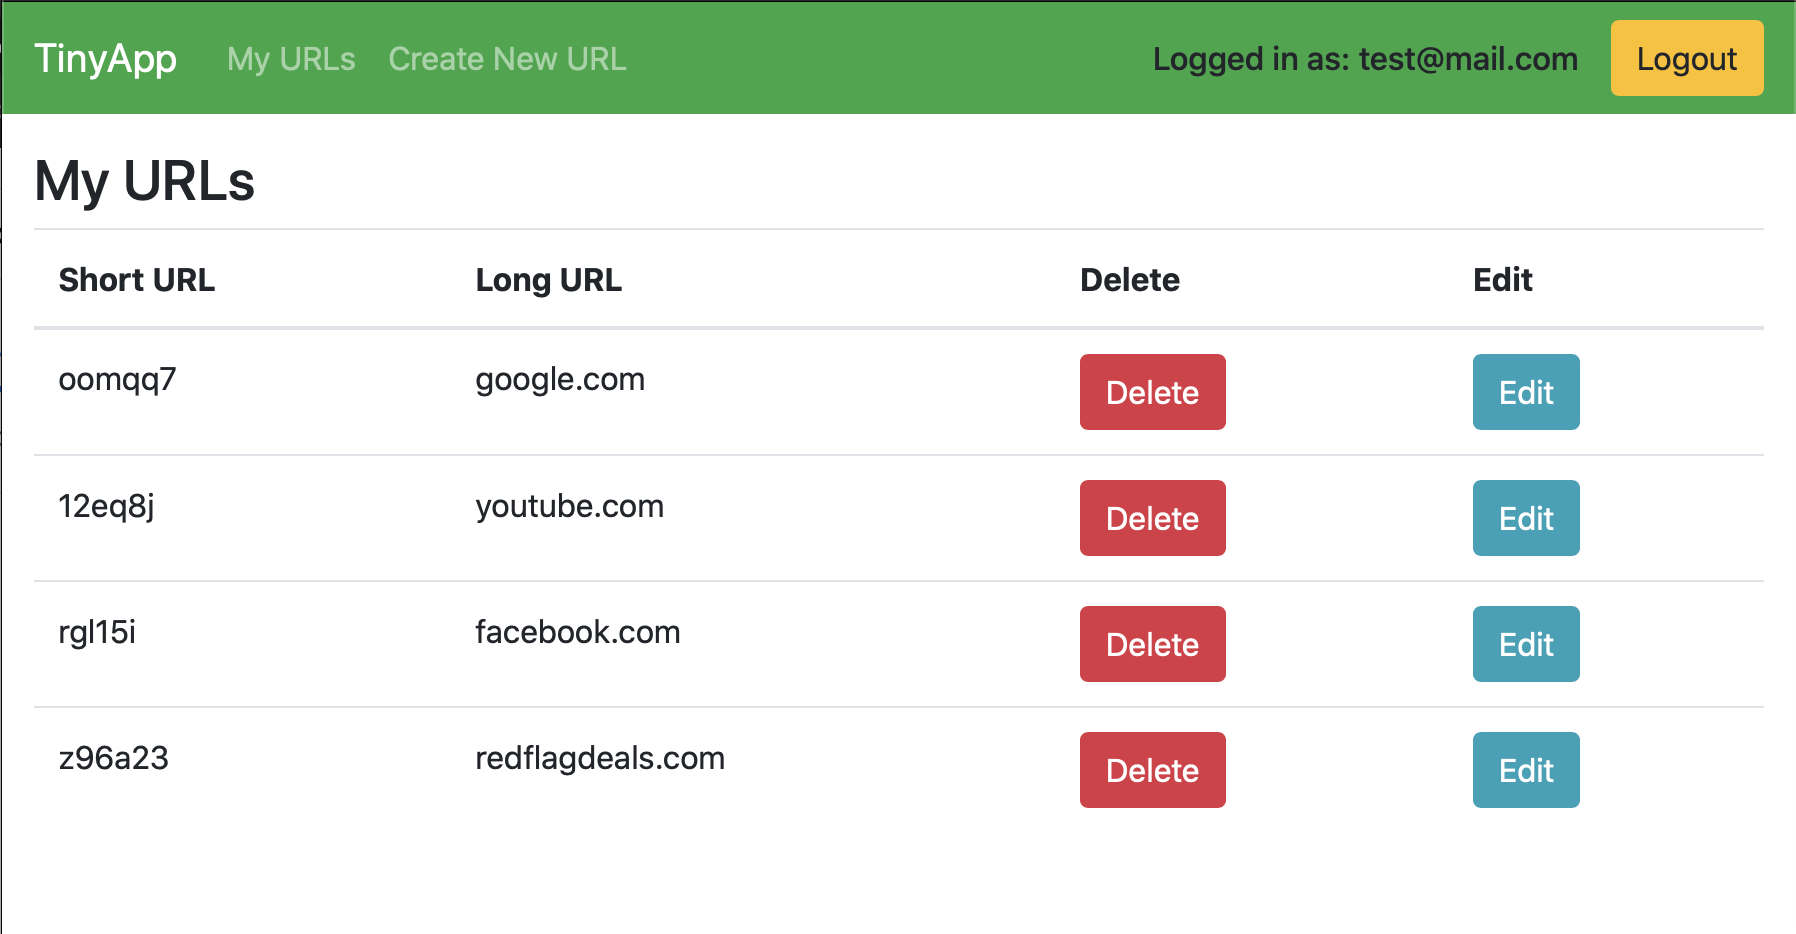 TinyApp My URLs Create New URL Logged in as: test@mail.com Logout
My URLs
Short URL Long URL Delete Edit
oomqq7 google.com Delete Edit
12eq8j youtube.com Delete Edit
rgl15i facebook.com Delete Edit
z96a23 redflagdeals.com Delete Edit